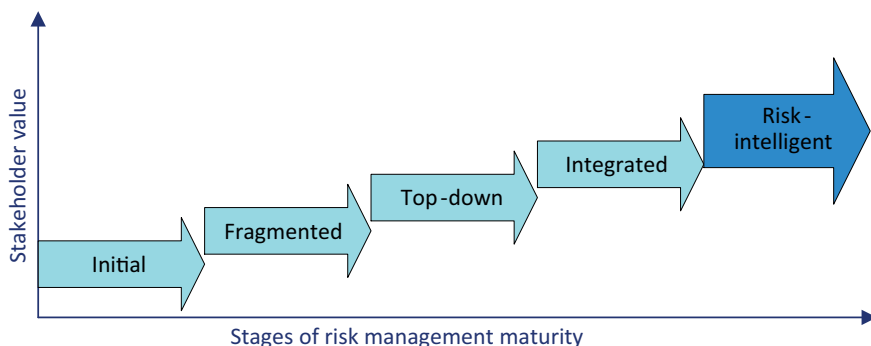 Stakeholder value
Initial
Fragmented
Top-down
Integrated
Risk-
intelligent
Stages of risk management maturity